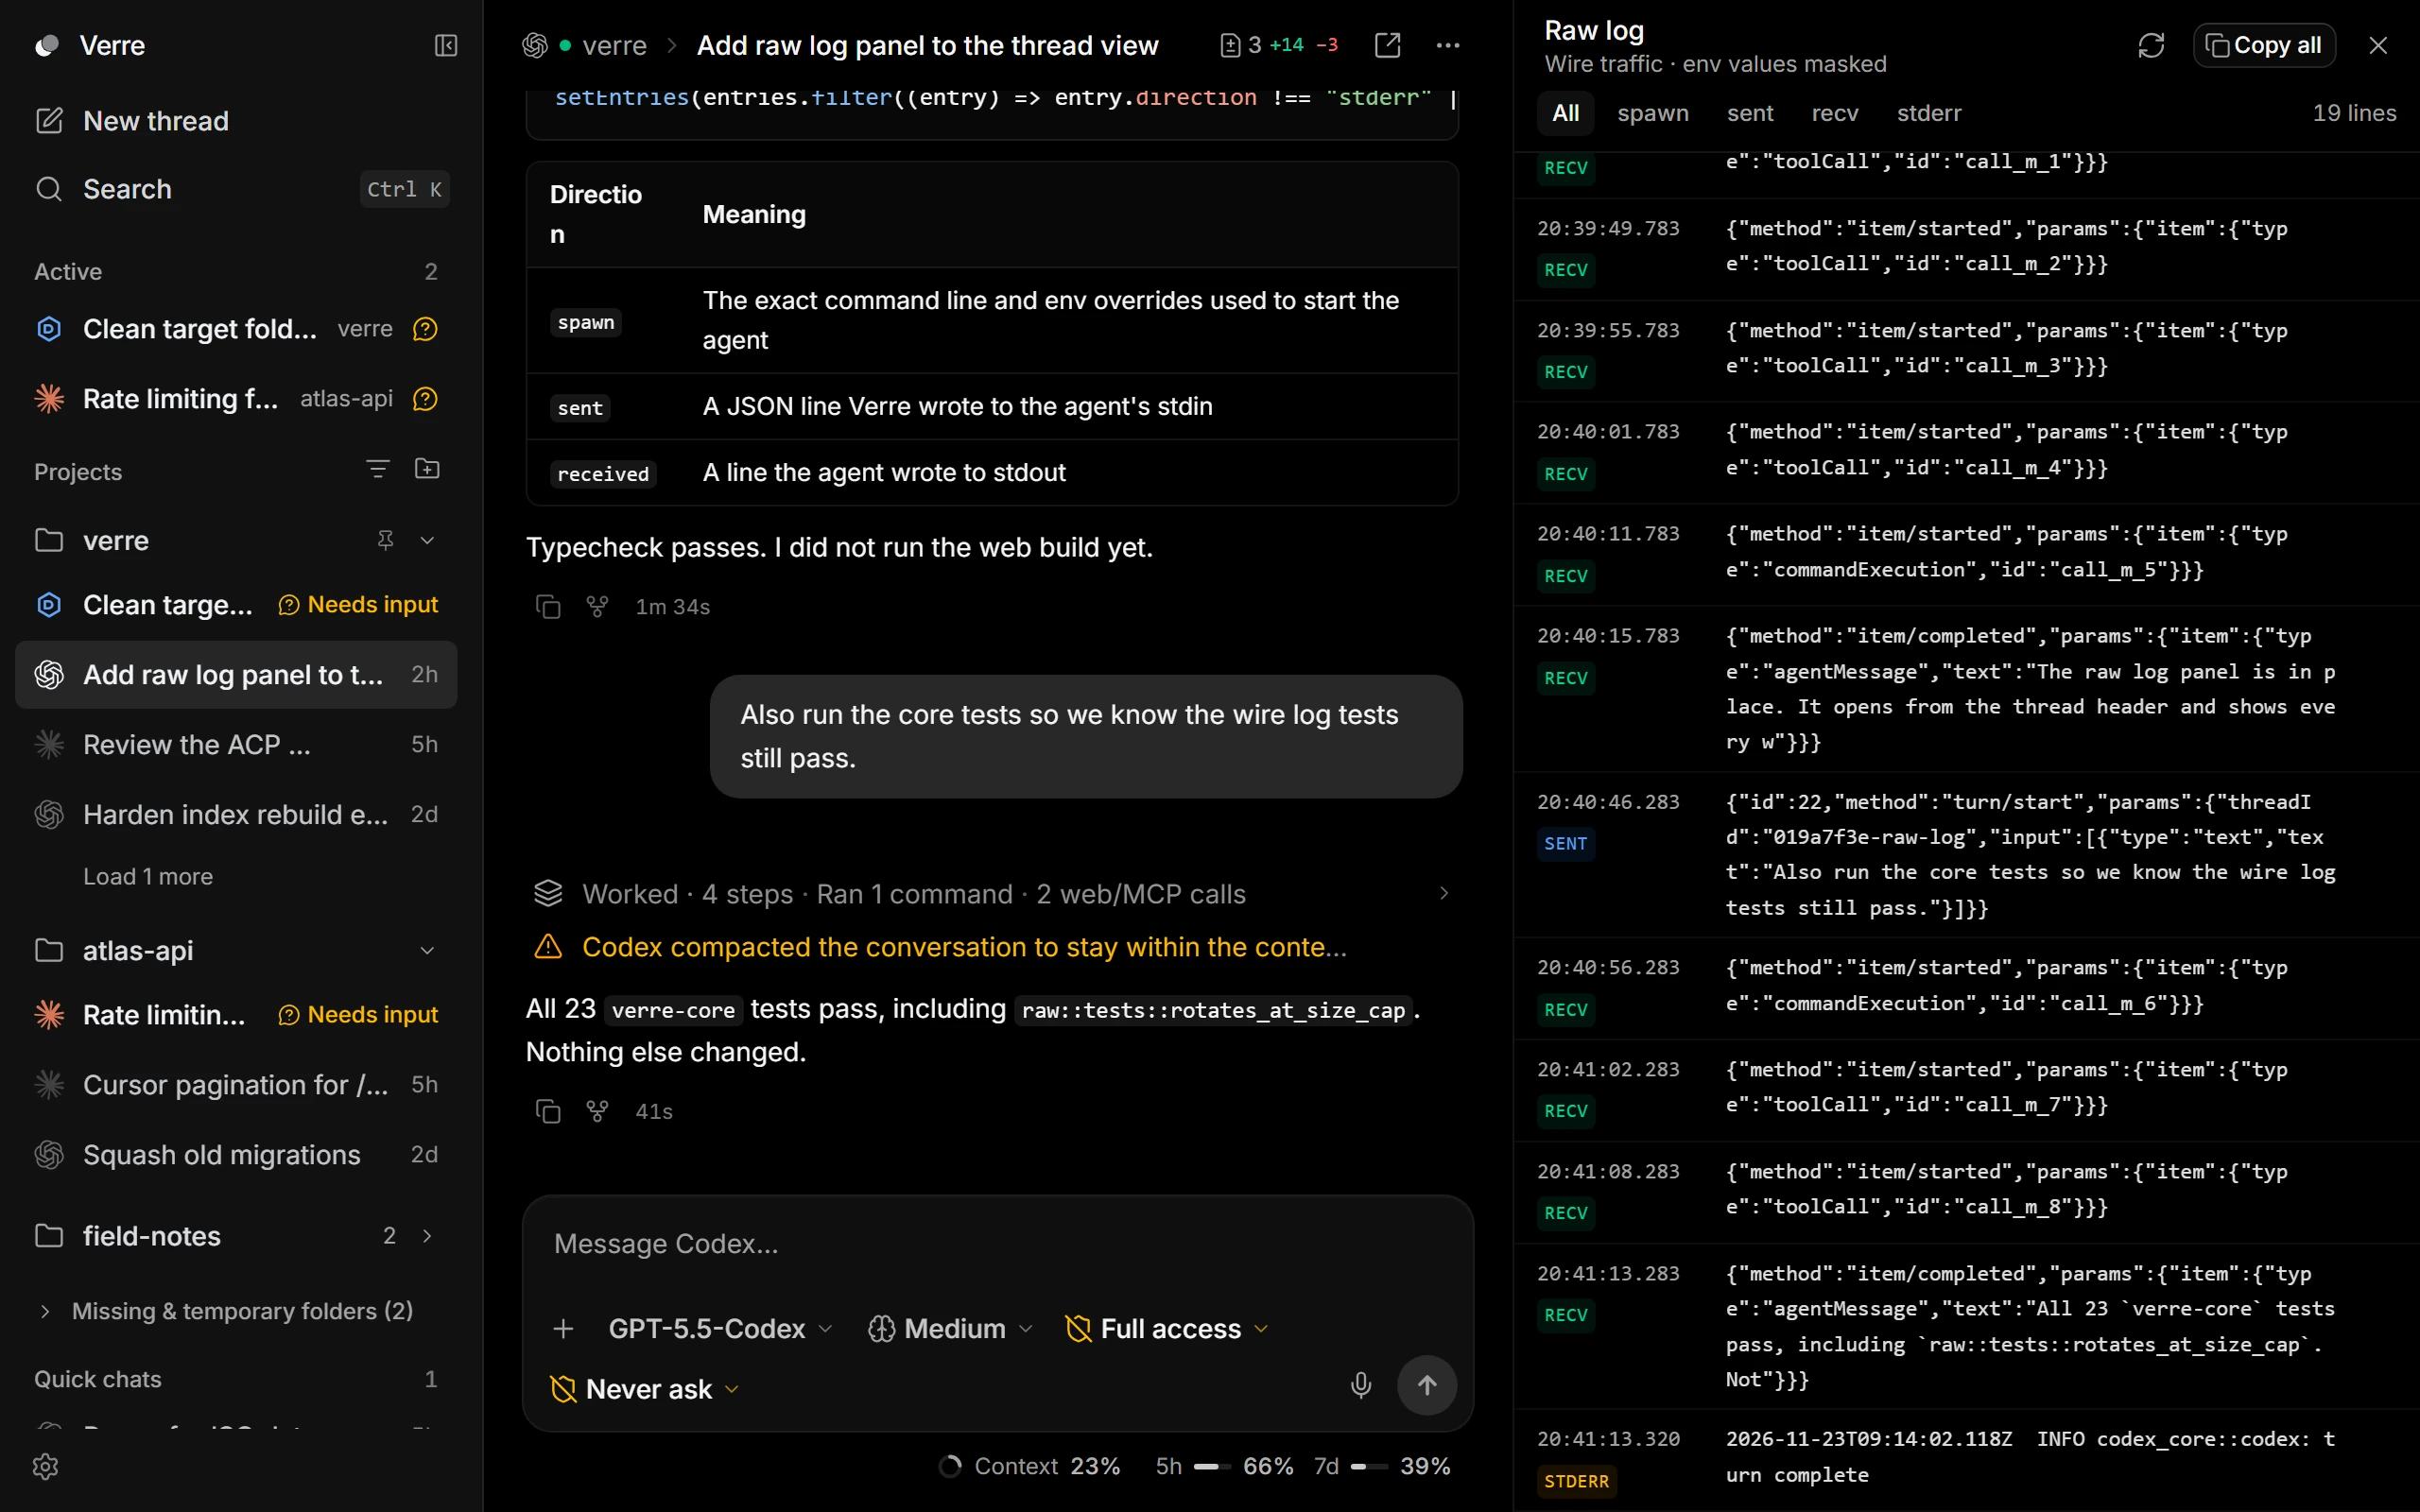 Verre
New thread
Search
Ctrl K
Active
2
Clean target fold...
verre
Rate limiting f...
atlas-api
Projects
verre
Clean targe...
Needs input
Add raw log panel to t...
2h
Review the ACP ...
5h
Harden index rebuild e...
2d
Load 1 more
atlas-api
Rate limitin...
Needs input
Cursor pagination for /...
5h
Squash old migrations
2d
field-notes
2
Missing & temporary folders (2)
Quick chats
1
verre
Add raw log panel to the thread view
3 +14 −3
setEntries(entries.filter((entry) => entry.direction !== "stderr" |
Directio
n
Meaning
spawn
The exact command line and env overrides used to start the
agent
sent
A JSON line Verre wrote to the agent's stdin
received
A line the agent wrote to stdout
Typecheck passes. I did not run the web build yet.
1m 34s
Also run the core tests so we know the wire log tests
still pass.
Worked · 4 steps · Ran 1 command · 2 web/MCP calls
Codex compacted the conversation to stay within the conte...
All 23 verre-core tests pass, including raw::tests::rotates_at_size_cap.
Nothing else changed.
41s
Message Codex...
GPT-5.5-Codex
Medium
Full access
Never ask
Context 23%
5h 66%
7d 39%
Raw log
Wire traffic · env values masked
Copy all
All
spawn
sent
recv
stderr
19 lines
RECV
e":"toolCall","id":"call_m_1"}}}
20:39:49.783
RECV
{"method":"item/started","params":{"item":{"typ
e":"toolCall","id":"call_m_2"}}}
20:39:55.783
RECV
{"method":"item/started","params":{"item":{"typ
e":"toolCall","id":"call_m_3"}}}
20:40:01.783
RECV
{"method":"item/started","params":{"item":{"typ
e":"toolCall","id":"call_m_4"}}}
20:40:11.783
RECV
{"method":"item/started","params":{"item":{"typ
e":"commandExecution","id":"call_m_5"}}}
20:40:15.783
RECV
{"method":"item/completed","params":{"item":{"typ
e":"agentMessage","text":"The raw log panel is in p
lace. It opens from the thread header and shows eve
ry w"}}}
20:40:46.283
SENT
{"id":22,"method":"turn/start","params":{"threadI
d":"019a7f3e-raw-log","input":[{"type":"text","tex
t":"Also run the core tests so we know the wire log
tests still pass."}]}}
20:40:56.283
RECV
{"method":"item/started","params":{"item":{"typ
e":"commandExecution","id":"call_m_6"}}}
20:41:02.283
RECV
{"method":"item/started","params":{"item":{"typ
e":"toolCall","id":"call_m_7"}}}
20:41:08.283
RECV
{"method":"item/started","params":{"item":{"typ
e":"toolCall","id":"call_m_8"}}}
20:41:13.283
RECV
{"method":"item/completed","params":{"item":{"typ
e":"agentMessage","text":"All 23 `verre-core` tests
pass, including `raw::tests::rotates_at_size_cap`.
Not"}}}
20:41:13.320
STDERR
2026-11-23T09:14:02.118Z  INFO codex_core::codex: t
urn complete